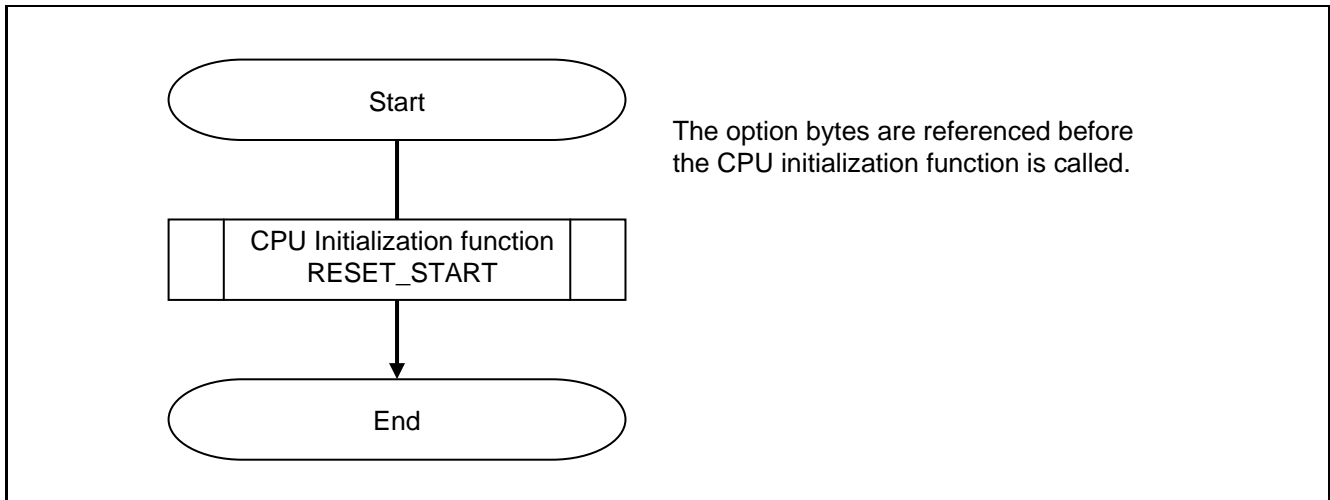 Start
The option bytes are referenced before
the CPU initialization function is called.
CPU Initialization function
RESET_START
End